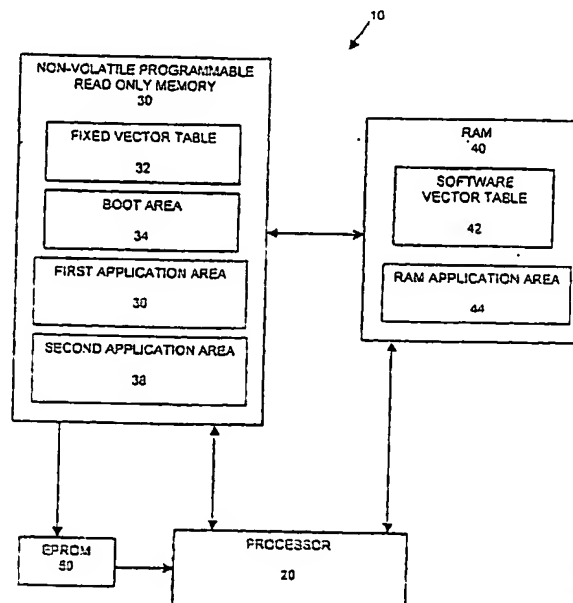 10
NON-VOLATILE PROGRAMMABLE
READ ONLY MEMORY
30
FIXED VECTOR TABLE
32
BOOT AREA
34
FIRST APPLICATION AREA
30
SECOND APPLICATION AREA
38
RAM
40
SOFTWARE
VECTOR TABLE
42
RAM APPLICATION AREA
44
EPROM
50
PROCESSOR
20